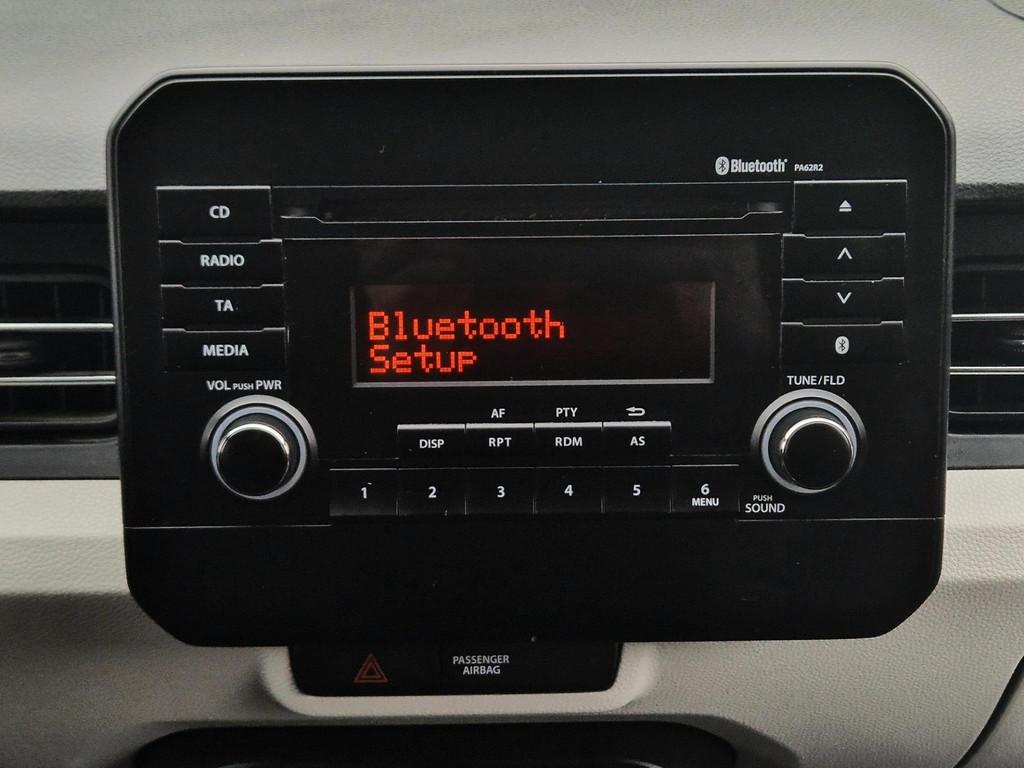 Bluetooth PA62R2
CD
RADIO
TA
MEDIA
Bluetooth
Setup
VOL PUSH PWR
TUNE/FLD
AF PTY
DISP RPT RDM AS
1 2 3 4 5 6
MENU
PUSH
SOUND
PASSENGER
AIRBAG